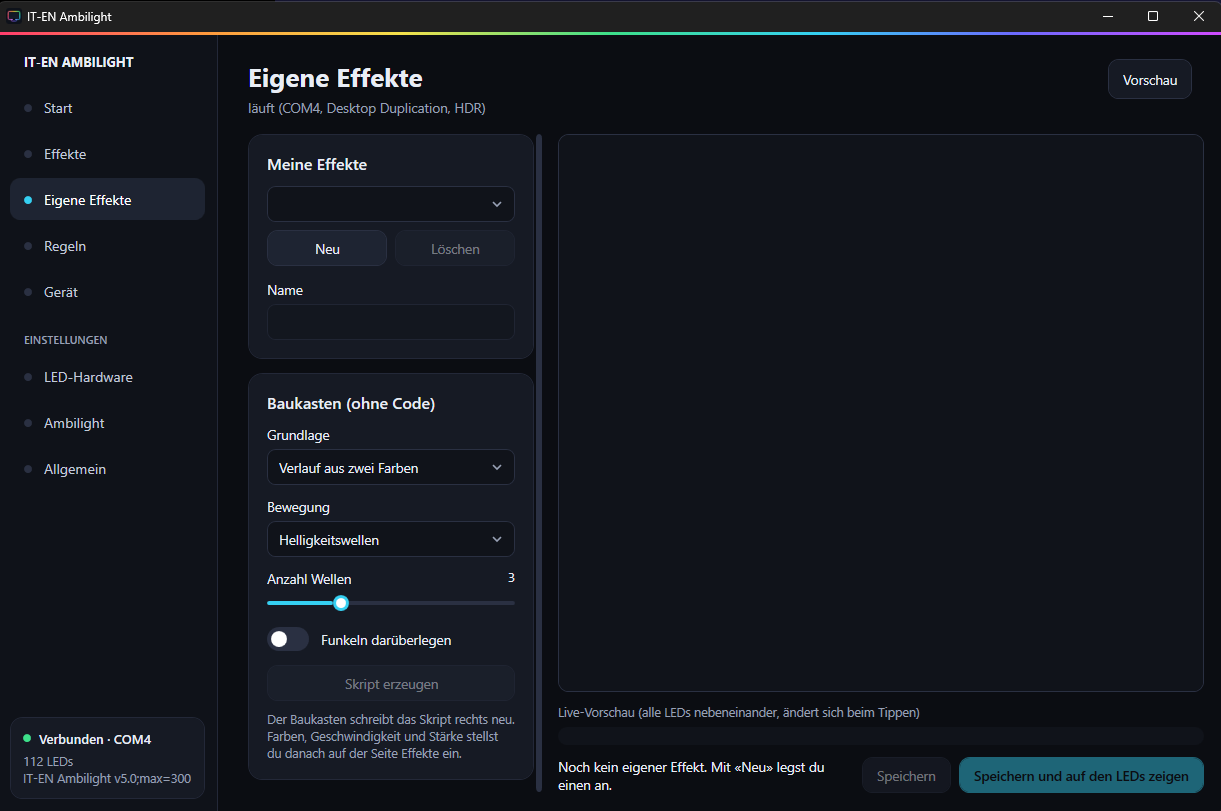 IT-EN Ambilight
IT-EN AMBILIGHT
Start
Effekte
Eigene Effekte
Regeln
Gerät
EINSTELLUNGEN
LED-Hardware
Ambilight
Allgemein
Verbunden · COM4
112 LEDs
IT-EN Ambilight v5.0;max=300
Eigene Effekte
läuft (COM4, Desktop Duplication, HDR)
Vorschau
Meine Effekte
Neu
Löschen
Name
Baukasten (ohne Code)
Grundlage
Verlauf aus zwei Farben
Bewegung
Helligkeitswellen
Anzahl Wellen 3
Funkeln darüberlegen
Skript erzeugen
Der Baukasten schreibt das Skript rechts neu.
Farben, Geschwindigkeit und Stärke stellst
du danach auf der Seite Effekte ein.
Live-Vorschau (alle LEDs nebeneinander, ändert sich beim Tippen)
Noch kein eigener Effekt. Mit «Neu» legst du
einen an.
Speichern
Speichern und auf den LEDs zeigen